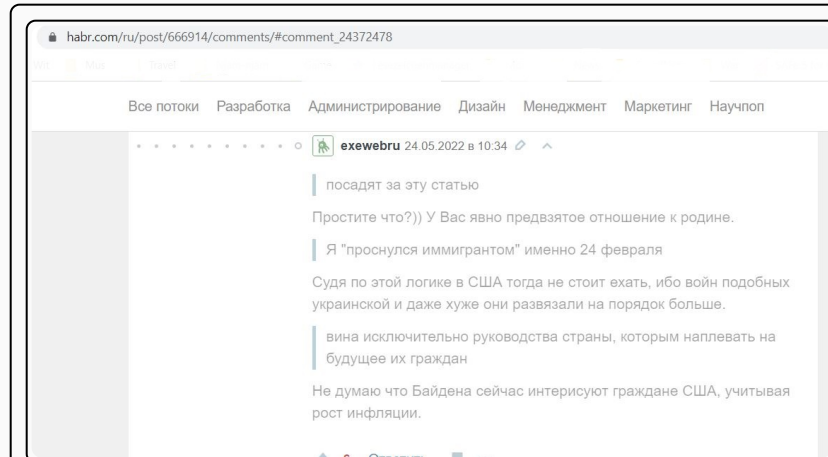 habr.com/ru/post/666914/comments/#comment_24372478
Все потоки Разработка Администрирование Дизайн Менеджмент Маркетинг Научпоп
exewebru 24.05.2022 в 10:34
посадят за эту статью
Простите что?)) У Вас явно предвзятое отношение к родине.
Я "проснулся иммигрантом" именно 24 февраля
Судя по этой логике в США тогда не стоит ехать, ибо войн подобных
украинской и даже хуже они развязали на порядок больше.
вина исключительно руководства страны, которым наплевать на
будущее их граждан
Не думаю что Байдена сейчас интерисуют граждане США, учитывая
рост инфляции.